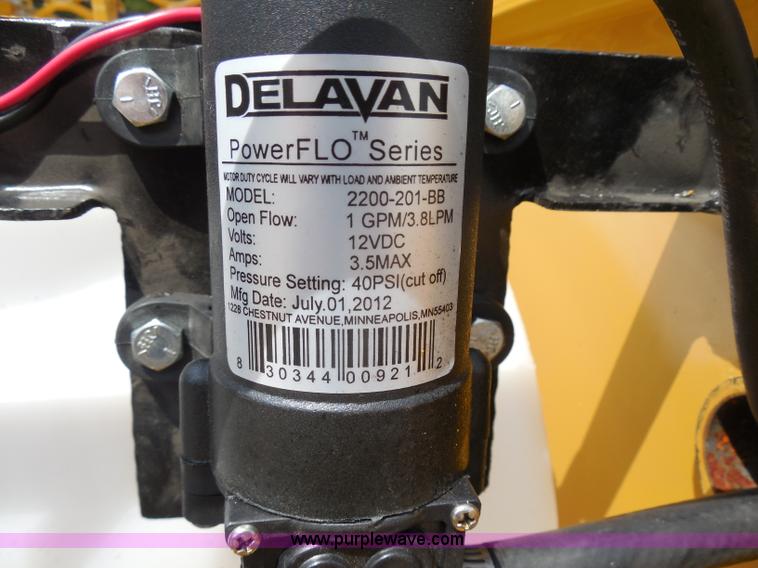 DELAVAN
PowerFLO™ Series
MOTOR DUTY CYCLE WILL VARY WITH LOAD AND AMBIENT TEMPERATURE
MODEL: 2200-201-BB
Open Flow: 1 GPM/3.8LPM
Volts: 12VDC
Amps: 3.5MAX
Pressure Setting: 40PSI(cut off)
Mfg Date: July.01,2012
1226 CHESTNUT AVENUE,MINNEAPOLIS,MN55403
8 30344 00921 2
www.purplewave.com